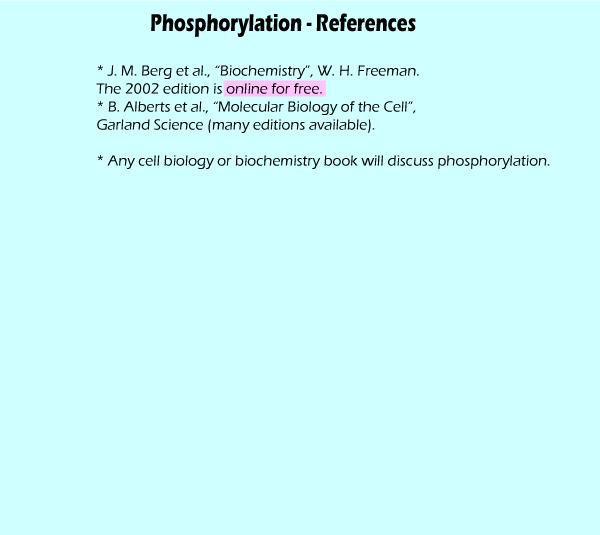 Phosphorylation - References
* J. M. Berg et al., “Biochemistry”, W. H. Freeman.
The 2002 edition is online for free.
* B. Alberts et al., “Molecular Biology of the Cell”,
Garland Science (many editions available).
* Any cell biology or biochemistry book will discuss phosphorylation.